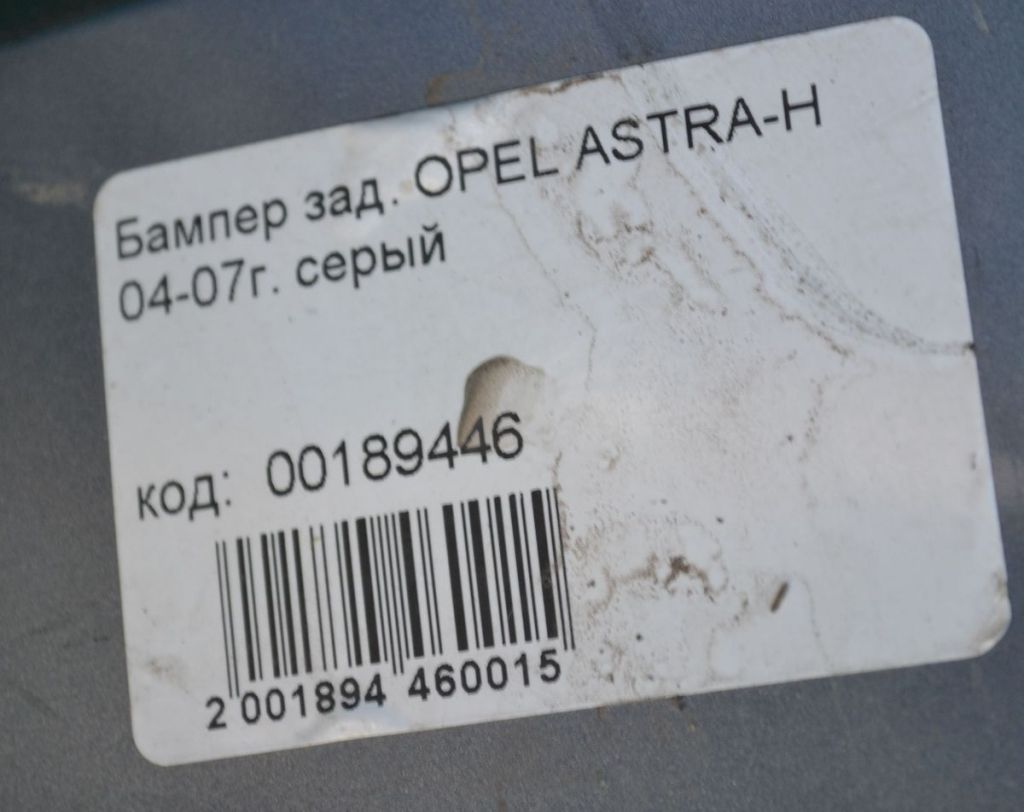 Бампер зад. OPEL ASTRA-H
04-07г. серый
код: 00189446
2 001894 460015